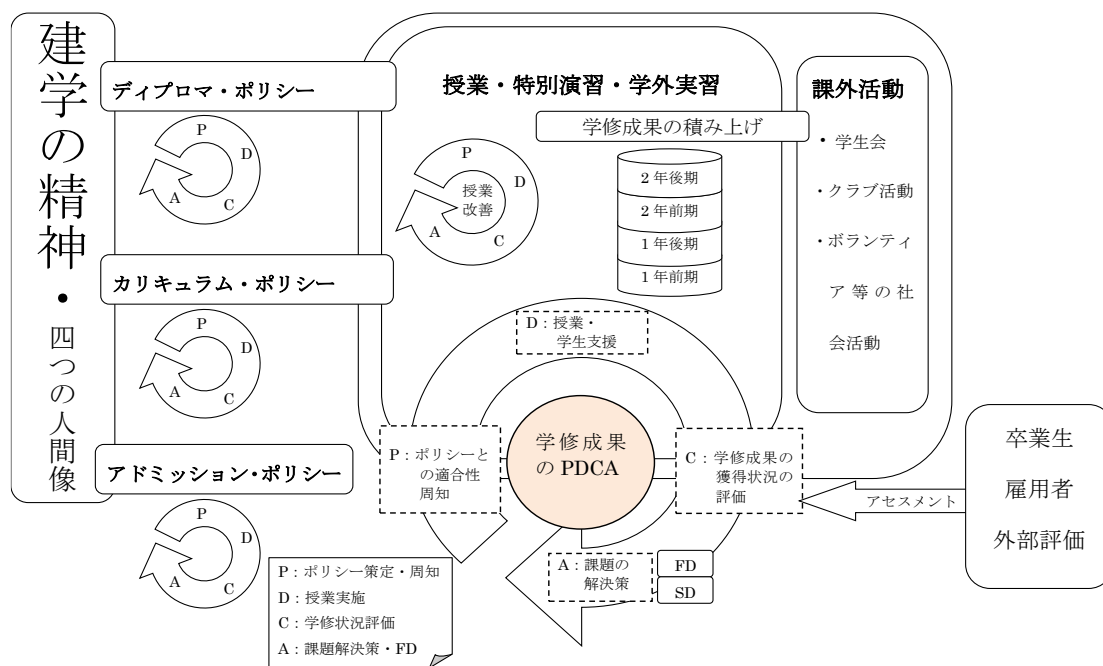 建学の精神・四つの人間像
ディプロマ・ポリシー
P
D
C
A
カリキュラム・ポリシー
P
D
C
A
アドミッション・ポリシー
P
D
C
A
授業・特別演習・学外実習
学修成果の積み上げ
P
D
C
A
授業
改善
2年後期
2年前期
1年後期
1年前期
課外活動
・学生会
・クラブ活動
・ボランティ
ア等の社
会活動
D：授業・
学生支援
P：ポリシーと
の適合性
周知
学修成果
のPDCA
C：学修成果の
獲得状況の
評価
A：課題の
解決策
FD
SD
アセスメント
卒業生
雇用者
外部評価
P：ポリシー策定・周知
D：授業実施
C：学修状況評価
A：課題解決策・FD